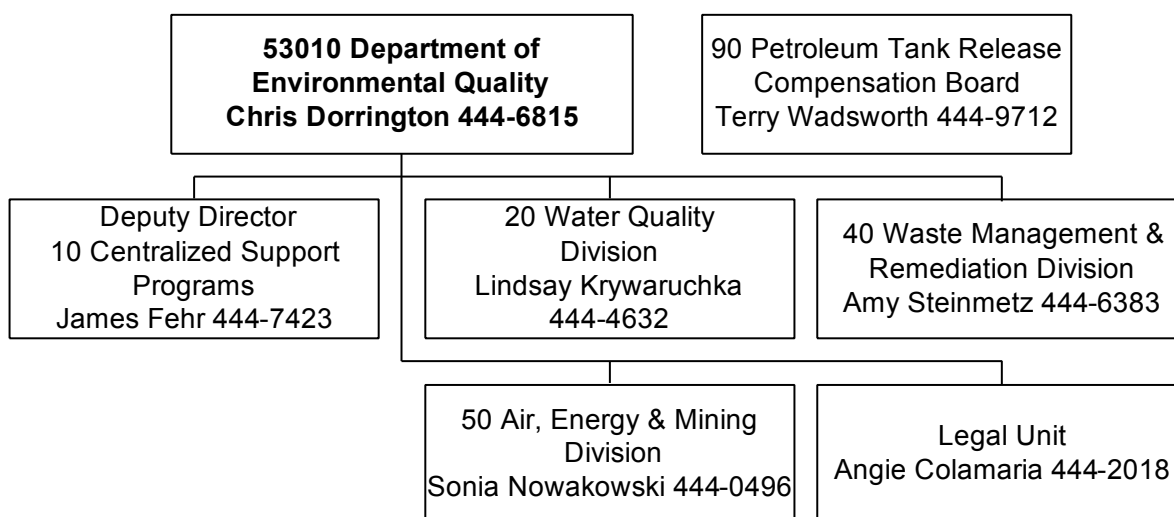 53010 Department of
Environmental Quality
Chris Dorrington 444-6815
90 Petroleum Tank Release
Compensation Board
Terry Wadsworth 444-9712
Deputy Director
10 Centralized Support
Programs
James Fehr 444-7423
20 Water Quality
Division
Lindsay Krywaruchka
444-4632
40 Waste Management &
Remediation Division
Amy Steinmetz 444-6383
50 Air, Energy & Mining
Division
Sonia Nowakowski 444-0496
Legal Unit
Angie Colamaria 444-2018